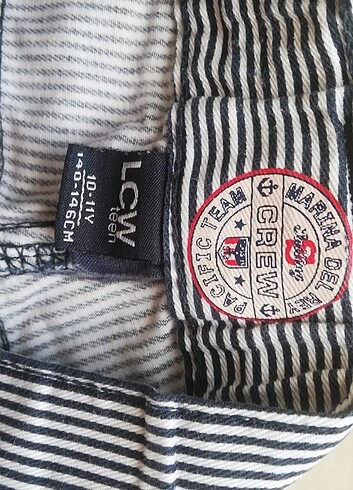 LCW
teen
10-11Y
140-146CM
MARINA DEL REY
S
CREW
U
PACIFIC TEAM